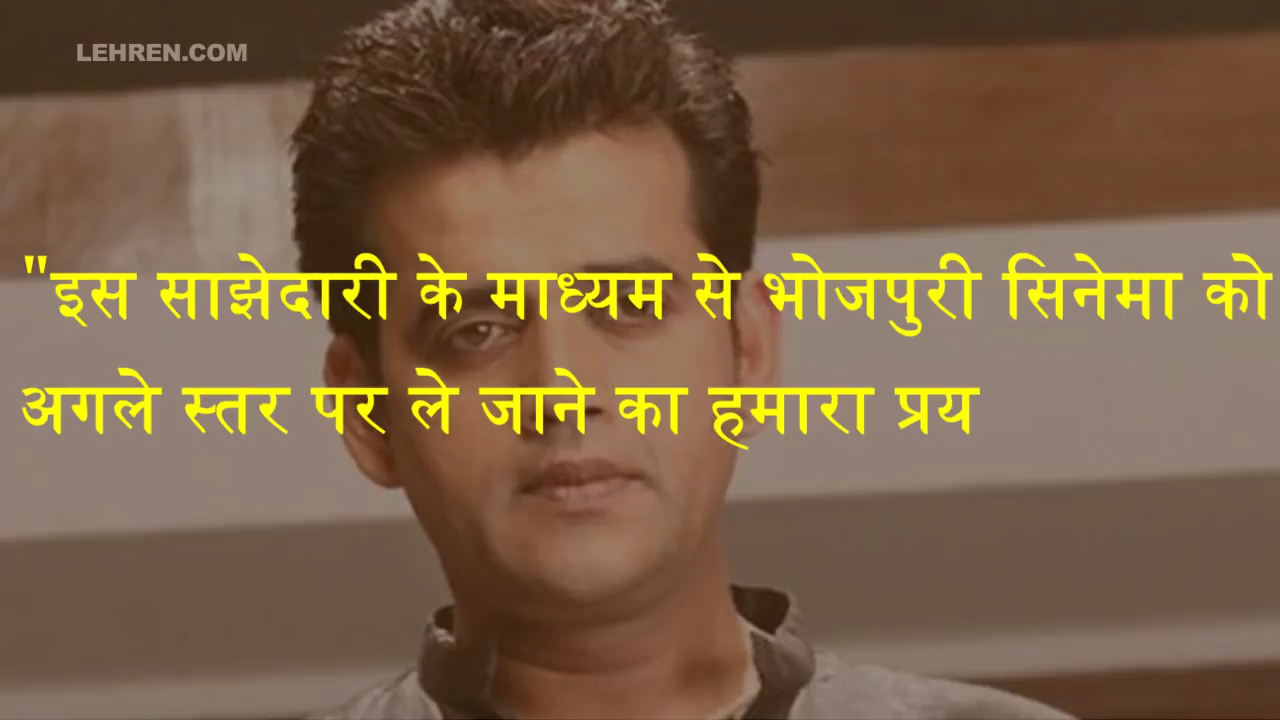 LEHREN.COM
"इस साझेदारी के माध्यम से भोजपुरी सिनेमा को
अगले स्तर पर ले जाने का हमारा प्रय